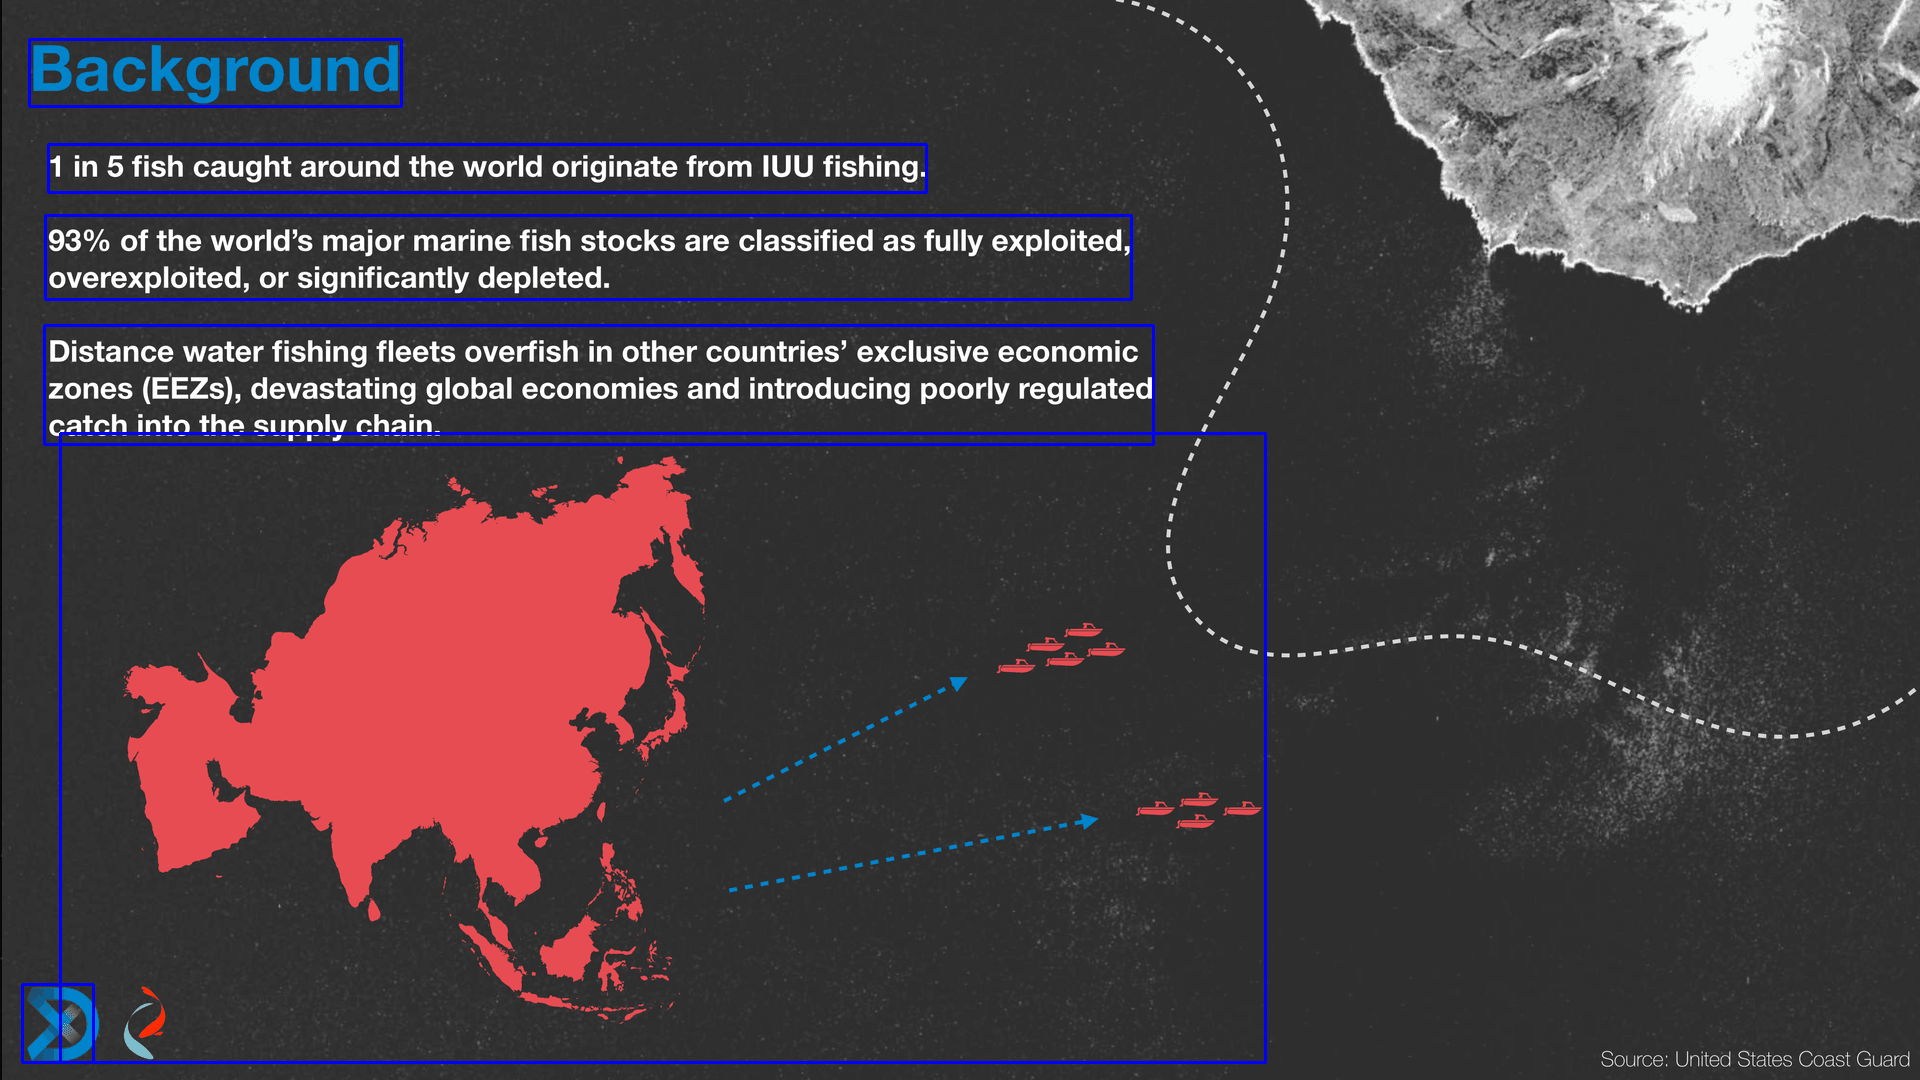 Background
1 in 5 fish caught around the world originate from IUU fishing.
93% of the world’s major marine fish stocks are classified as fully exploited,
overexploited, or significantly depleted.
Distance water fishing fleets overfish in other countries’ exclusive economic
zones (EEZs), devastating global economies and introducing poorly regulated
catch into the supply chain.
Source: United States Coast Guard